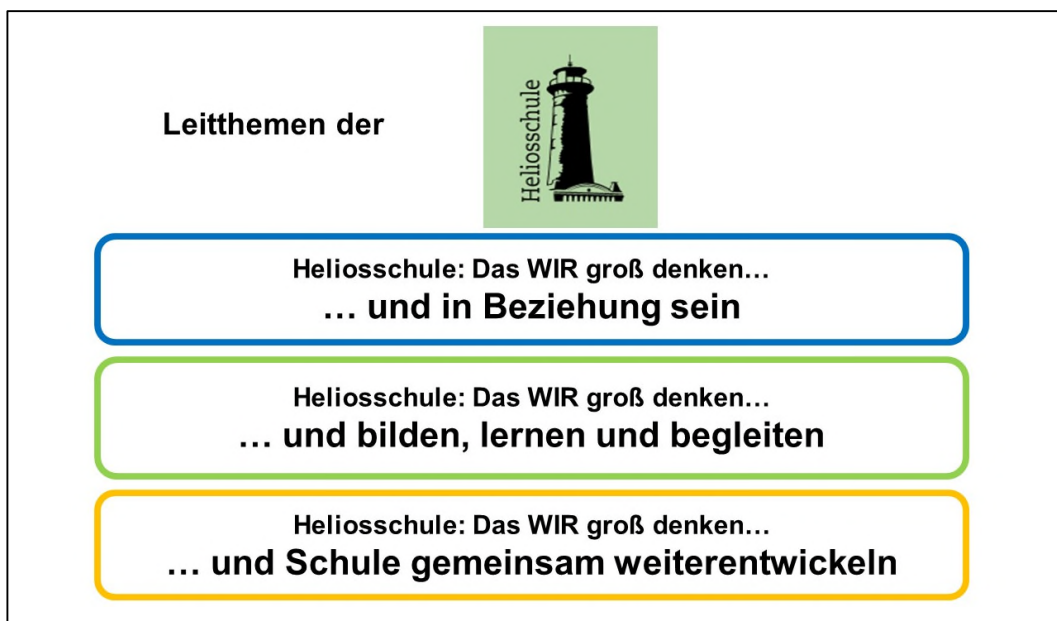 Leitthemen der
Heliosschule
Heliosschule: Das WIR groß denken…
… und in Beziehung sein
Heliosschule: Das WIR groß denken…
… und bilden, lernen und begleiten
Heliosschule: Das WIR groß denken…
… und Schule gemeinsam weiterentwickeln